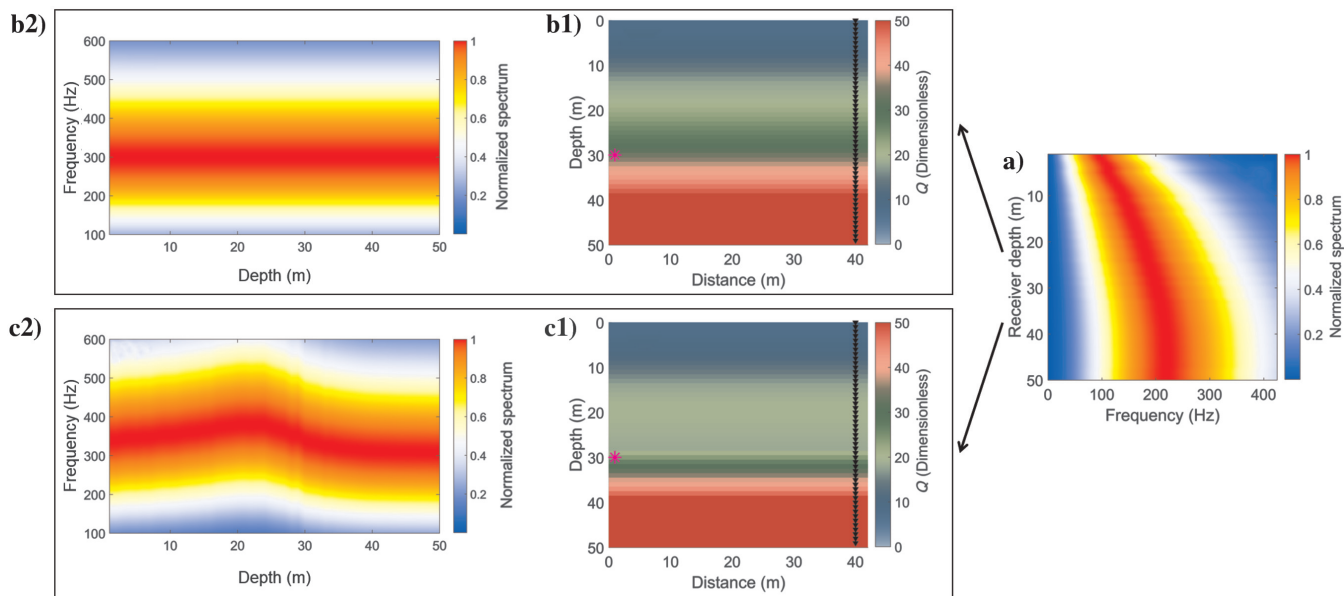 b2)
600
500
400
300
200
100
Frequency (Hz)
10 20 30 40 50
Depth (m)
1
0.8
0.6
0.4
0.2
Normalized spectrum
b1)
0
10
20
30
40
50
Depth (m)
0 10 20 30 40
Distance (m)
50
40
30
20
10
0
Q (Dimensionless)
a)
10
20
30
40
50
Receiver depth (m)
0 100 200 300 400
Frequency (Hz)
1
0.8
0.6
0.4
0.2
Normalized spectrum
c2)
600
500
400
300
200
100
Frequency (Hz)
10 20 30 40 50
Depth (m)
1
0.8
0.6
0.4
0.2
Normalized spectrum
c1)
0
10
20
30
40
50
Depth (m)
0 10 20 30 40
Distance (m)
50
40
30
20
10
0
Q (Dimensionless)